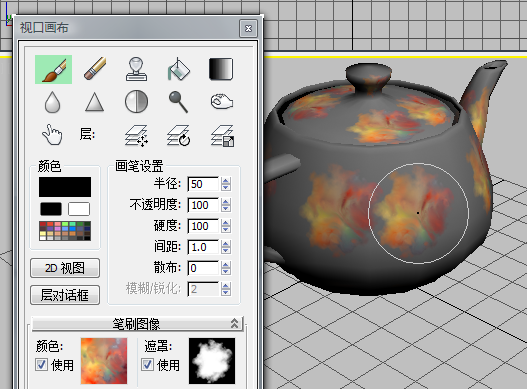 视口画布
层:
颜色
画笔设置
半径: 50
不透明度: 100
硬度: 100
间距: 1.0
散布: 0
模糊/锐化: 2
2D 视图
层对话框
笔刷图像
颜色: 遮罩:
使用 使用